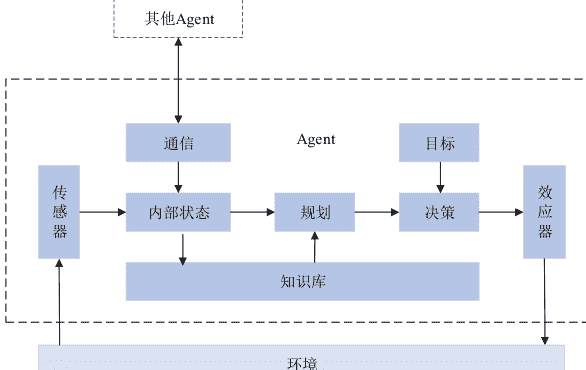 其他Agent
通信
Agent
目标
传感器
内部状态
规划
决策
效应器
知识库
环境